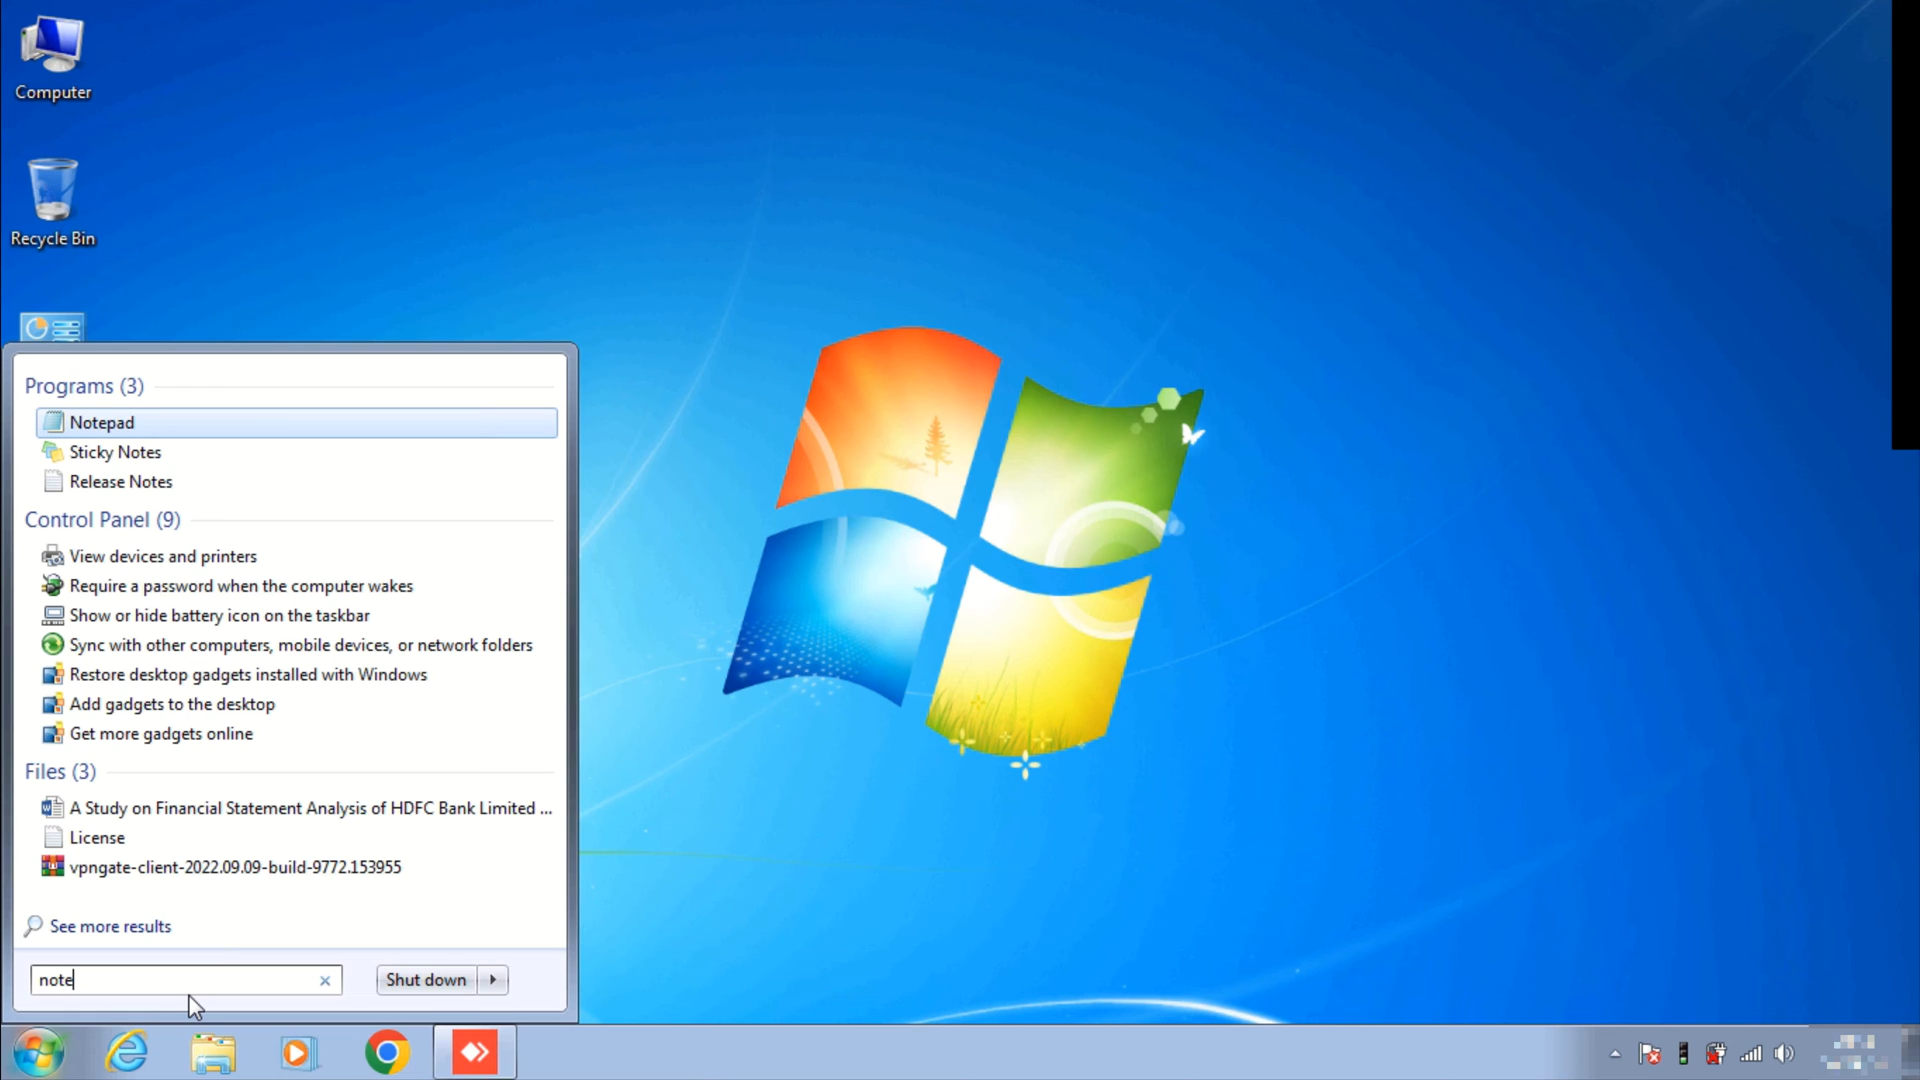 Computer
Recycle Bin
Programs (3)
Notepad
Sticky Notes
Release Notes
Control Panel (9)
View devices and printers
Require a password when the computer wakes
Show or hide battery icon on the taskbar
Sync with other computers, mobile devices, or network folders
Restore desktop gadgets installed with Windows
Add gadgets to the desktop
Get more gadgets online
Files (3)
A Study on Financial Statement Analysis of HDFC Bank Limited ...
License
vpngate-client-2022.09.09-build-9772.153955
See more results
note
Shut down